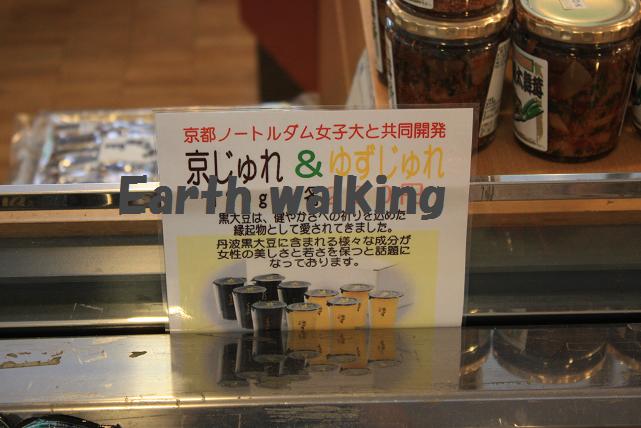 京都ノートルダム女子大と共同開発
京じゅれ & ゆずじゅれ
Earth walking
黒大豆は、健やかさへの祈りを込めた
縁起物として愛されてきました。
丹波黒大豆に含まれる様々な成分が
女性の美しさと若さを保つと話題に
なっております。